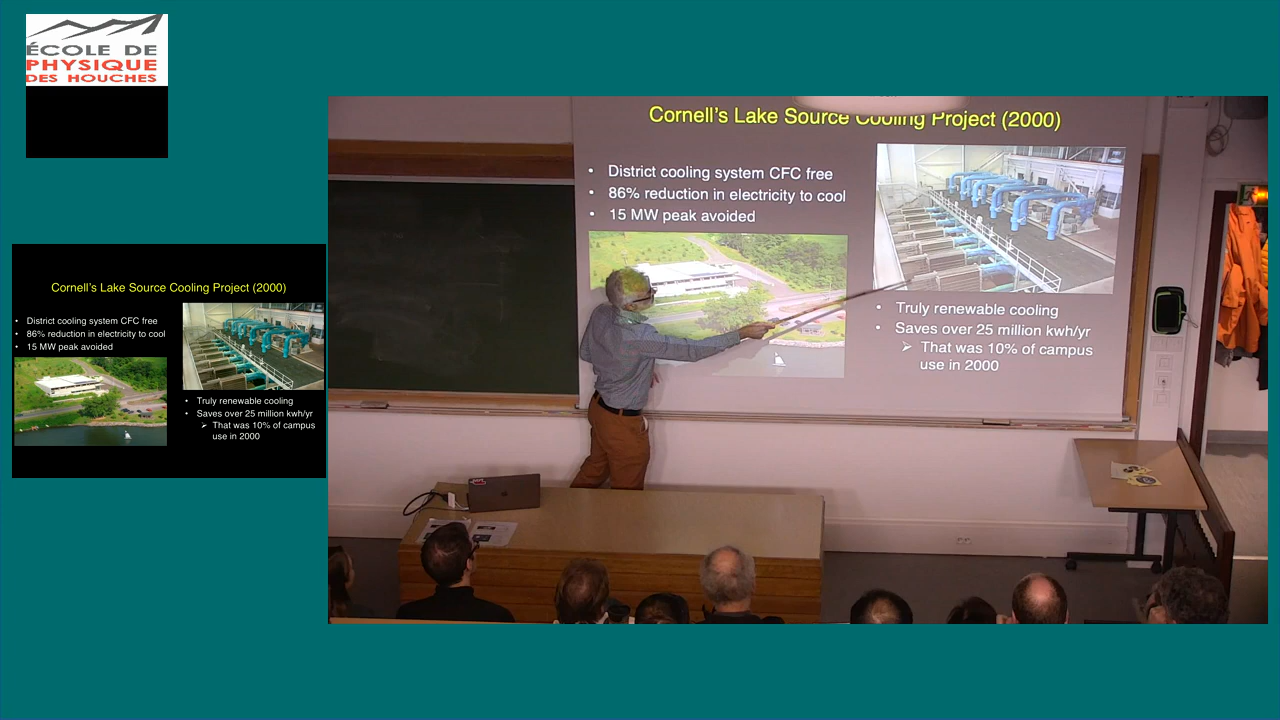 ÉCOLE DE
PHYSIQUE
DES HOUCHES
Cornell's Lake Source Cooling Project (2000)
• District cooling system CFC free
• 86% reduction in electricity to cool
• 15 MW peak avoided
• Truly renewable cooling
• Saves over 25 million kwh/yr
➢ That was 10% of campus
use in 2000
Cornell's Lake Source Cooling Project (2000)
• District cooling system CFC free
• 86% reduction in electricity to cool
• 15 MW peak avoided
• Truly renewable cooling
• Saves over 25 million kwh/yr
➢ That was 10% of campus
use in 2000